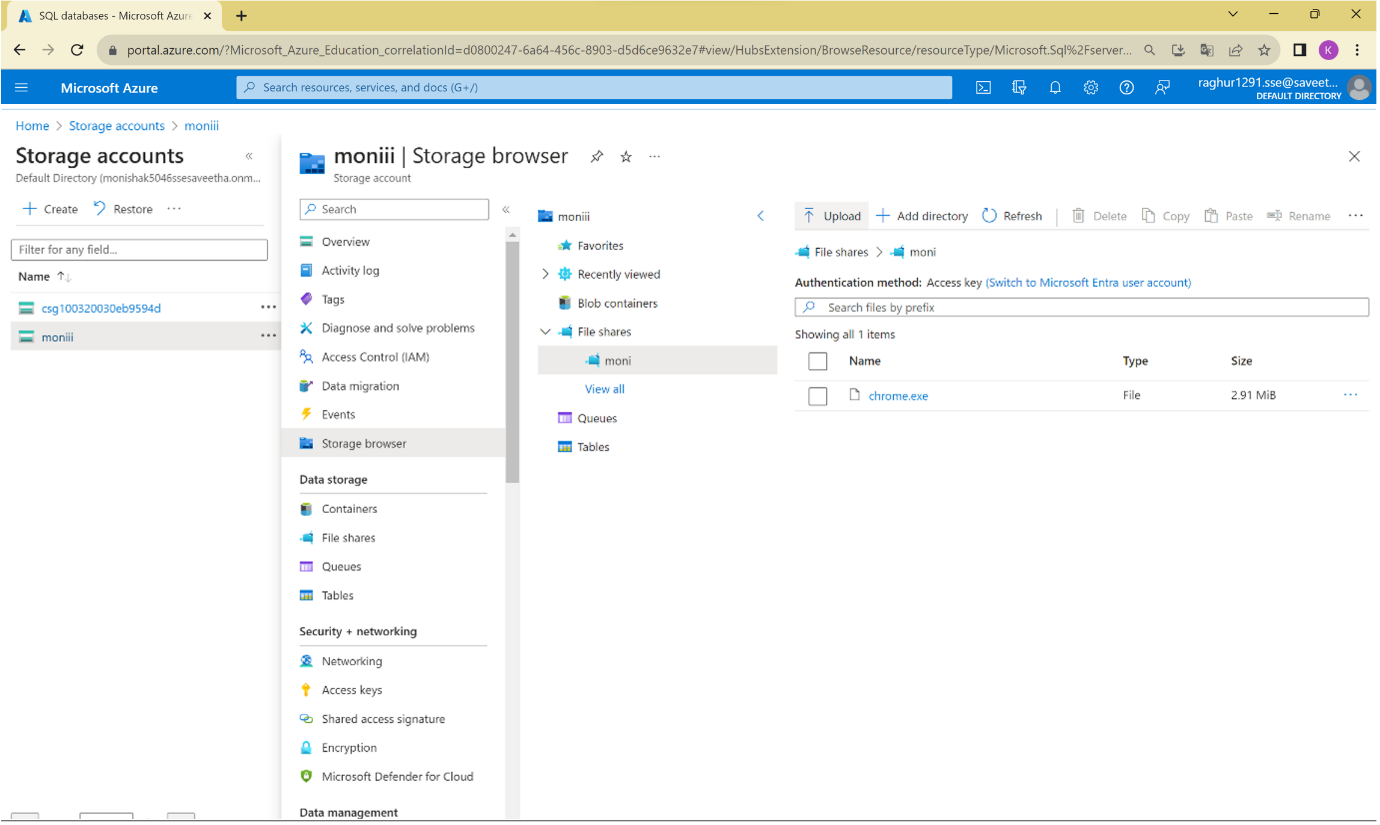 SQL databases - Microsoft Azure
portal.azure.com/?Microsoft_Azure_Education_correlationId=d0800247-6a64-456c-8903-d5d6ce9632e7#view/HubsExtension/BrowseResource/resourceType/Microsoft.Sql%2Fserver...
K
Microsoft Azure
Search resources, services, and docs (G+/)
raghur1291.sse@saveet...
DEFAULT DIRECTORY
Home > Storage accounts > moniii
Storage accounts
Default Directory (monishak5046ssesaveetha.onm...
Create
Restore
Filter for any field...
Name
csg100320030eb9594d
moniii
moniii | Storage browser
Storage account
Search
Overview
Activity log
Tags
Diagnose and solve problems
Access Control (IAM)
Data migration
Events
Storage browser
Data storage
Containers
File shares
Queues
Tables
Security + networking
Networking
Access keys
Shared access signature
Encryption
Microsoft Defender for Cloud
Data management
moniii
Favorites
Recently viewed
Blob containers
File shares
moni
View all
Queues
Tables
Upload
Add directory
Refresh
Delete
Copy
Paste
Rename
File shares > moni
Authentication method: Access key (Switch to Microsoft Entra user account)
Search files by prefix
Showing all 1 items
Name Type Size
chrome.exe File 2.91 MiB